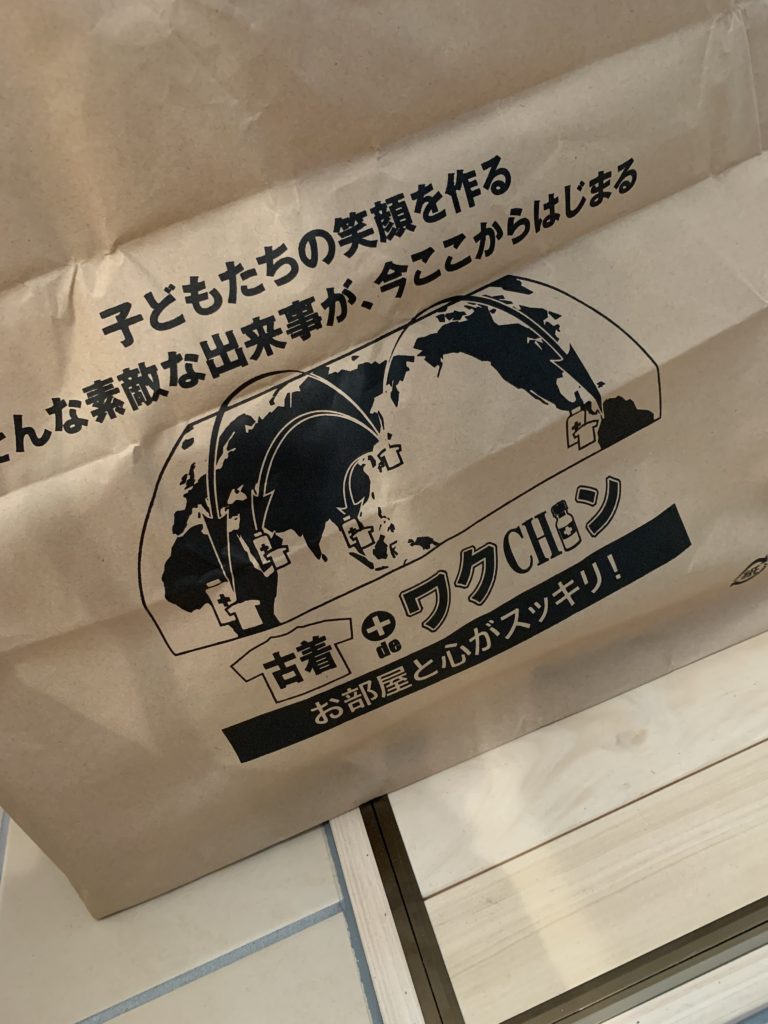 子どもたちの笑顔を作る
んな素敵な出来事が、今ここからはじまる
古着 de ワクCHiン
お部屋と心がスッキリ!